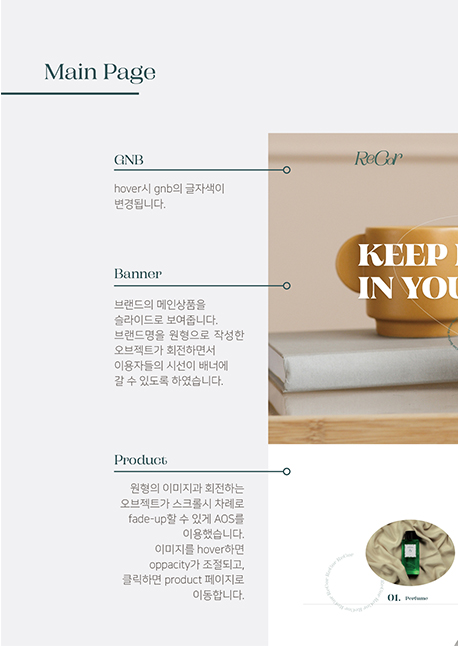 Main Page
GNB
hover시 gnb의 글자색이
변경됩니다.
Banner
브랜드의 메인상품을
슬라이드로 보여줍니다.
브랜드명을 원형으로 작성한
오브젝트가 회전하면서
이용자들의 시선이 배너에
갈 수 있도록 하였습니다.
Product
원형의 이미지과 회전하는
오브젝트가 스크롤시 차례로
fade-up할 수 있게 AOS를
이용했습니다.
이미지를 hover하면
oppacity가 조절되고,
클릭하면 product 페이지로
이동합니다.
ReCar
KEEP
IN YOU
01. Perfume